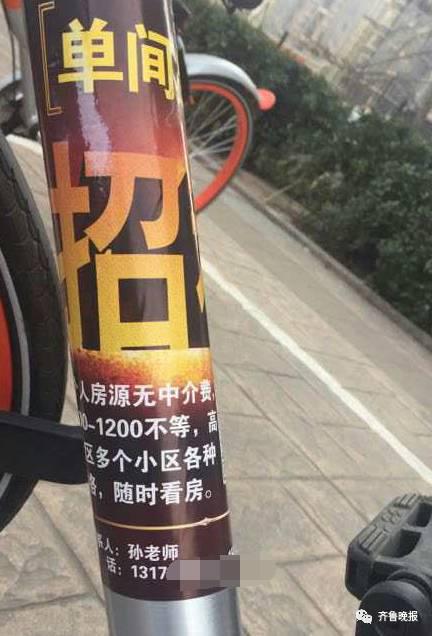 [单间
招
人房源无中介费，
0-1200不等，高
区多个小区各种
格，随时看房。
系人：孙老师
话：1317
齐鲁晚报